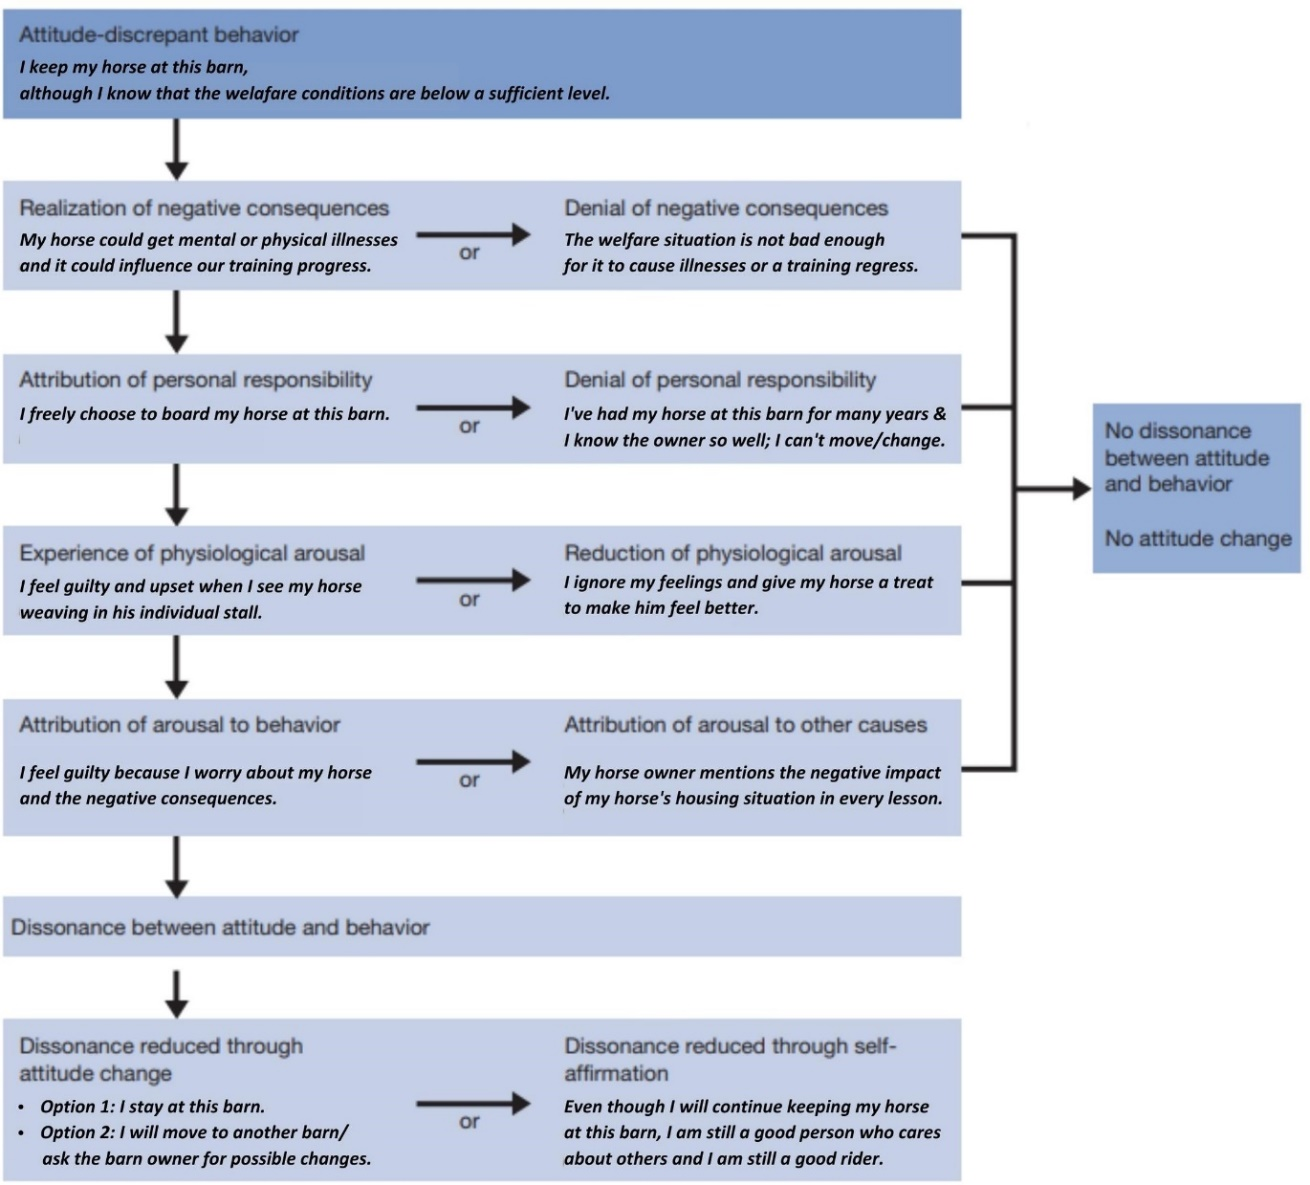 Attitude-discrepant behavior
I keep my horse at this barn,
although I know that the welafare conditions are below a sufficient level.
Realization of negative consequences
My horse could get mental or physical illnesses
and it could influence our training progress.
or
Denial of negative consequences
The welfare situation is not bad enough
for it to cause illnesses or a training regress.
Attribution of personal responsibility
I freely choose to board my horse at this barn.
or
Denial of personal responsibility
I've had my horse at this barn for many years &
I know the owner so well; I can't move/change.
Experience of physiological arousal
I feel guilty and upset when I see my horse
weaving in his individual stall.
or
Reduction of physiological arousal
I ignore my feelings and give my horse a treat
to make him feel better.
Attribution of arousal to behavior
I feel guilty because I worry about my horse
and the negative consequences.
or
Attribution of arousal to other causes
My horse owner mentions the negative impact
of my horse's housing situation in every lesson.
No dissonance
between attitude
and behavior
No attitude change
Dissonance between attitude and behavior
Dissonance reduced through
attitude change
• Option 1: I stay at this barn.
• Option 2: I will move to another barn/
ask the barn owner for possible changes.
or
Dissonance reduced through self-
affirmation
Even though I will continue keeping my horse
at this barn, I am still a good person who cares
about others and I am still a good rider.